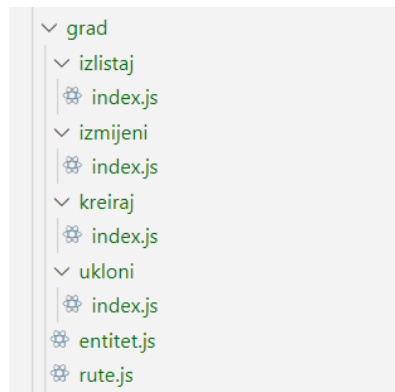 grad
izlistaj
index.js
izmijeni
index.js
kreiraj
index.js
ukloni
index.js
entitet.js
rute.js